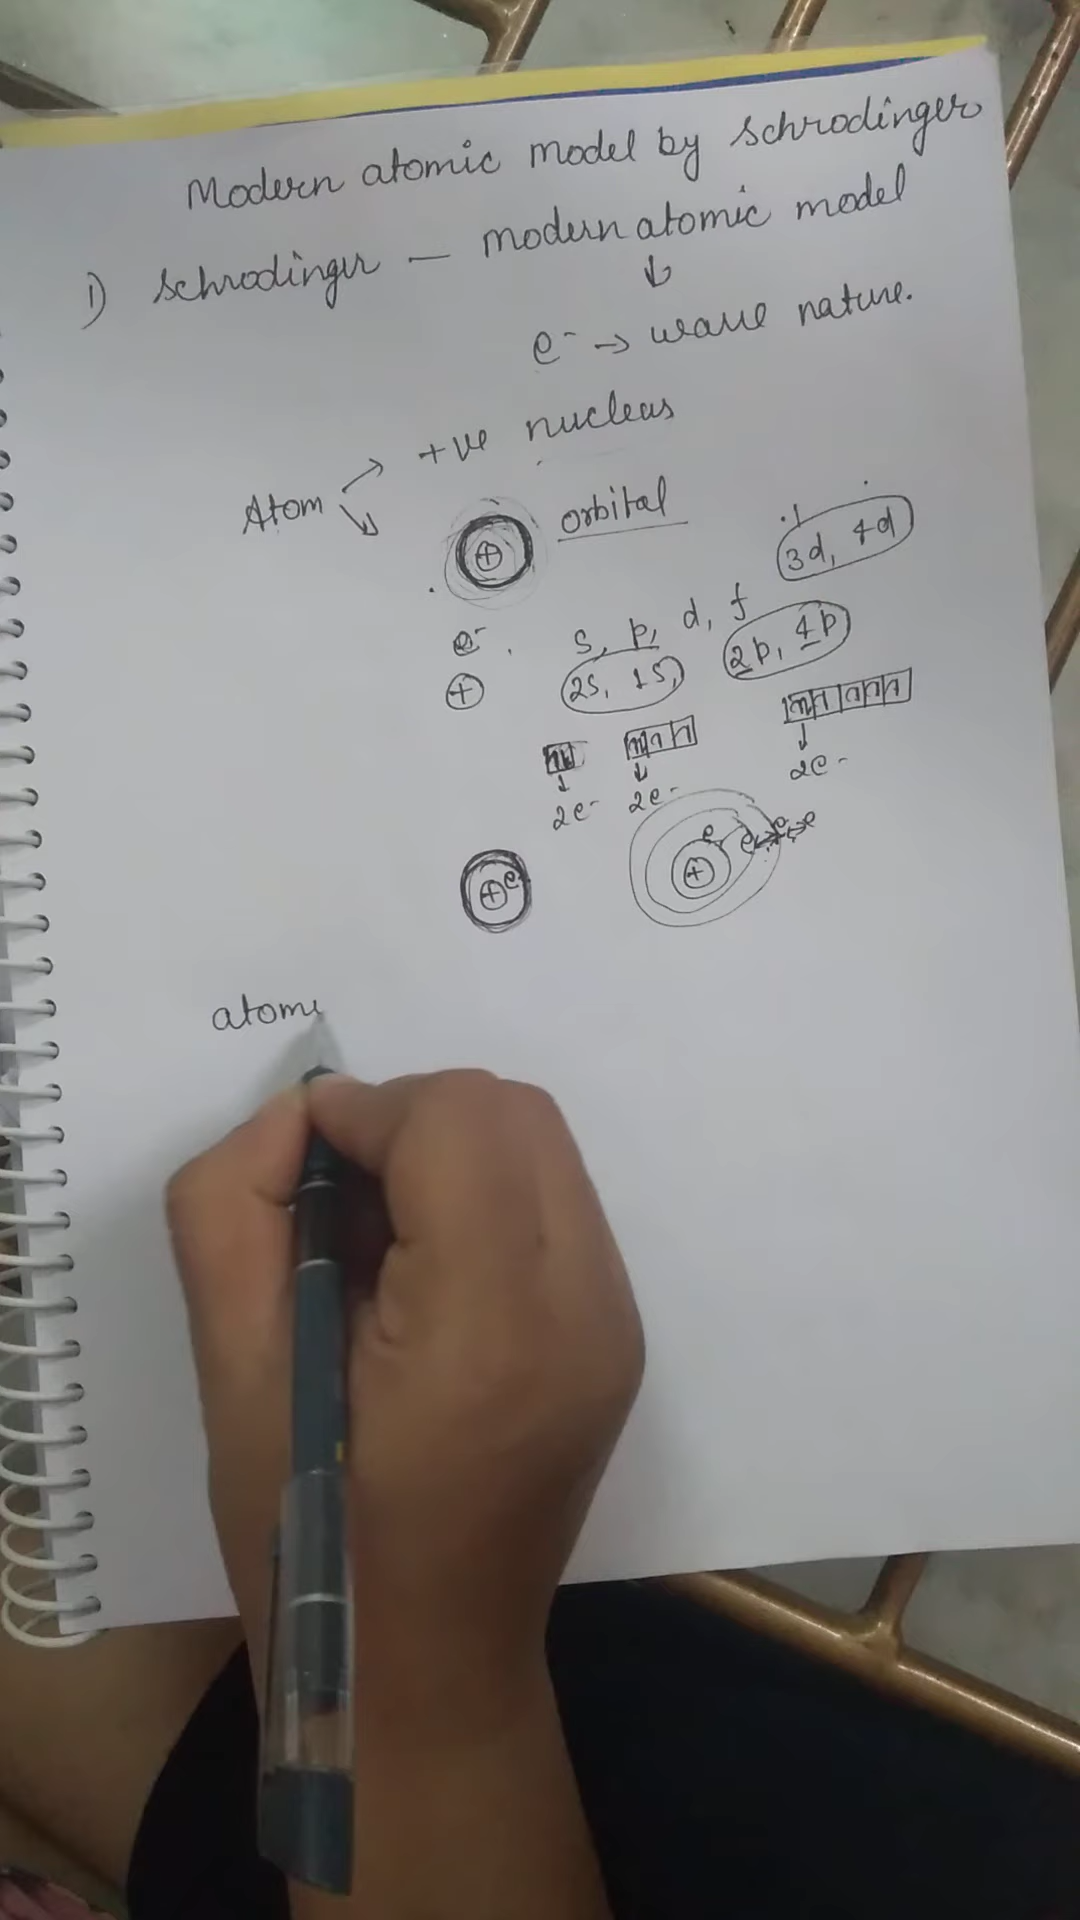 Modern atomic model by schrodinger
1) schrodinger — modern atomic model
↓
e⁻ → wave nature.
Atom → +ve nucleus
orbital
+
3d, 4d
e⁻
s, p, d, f
+
2s, 1s,
2p, 4p
2e⁻ 2e⁻ 2e⁻
+ e
+ e e e e
atomi